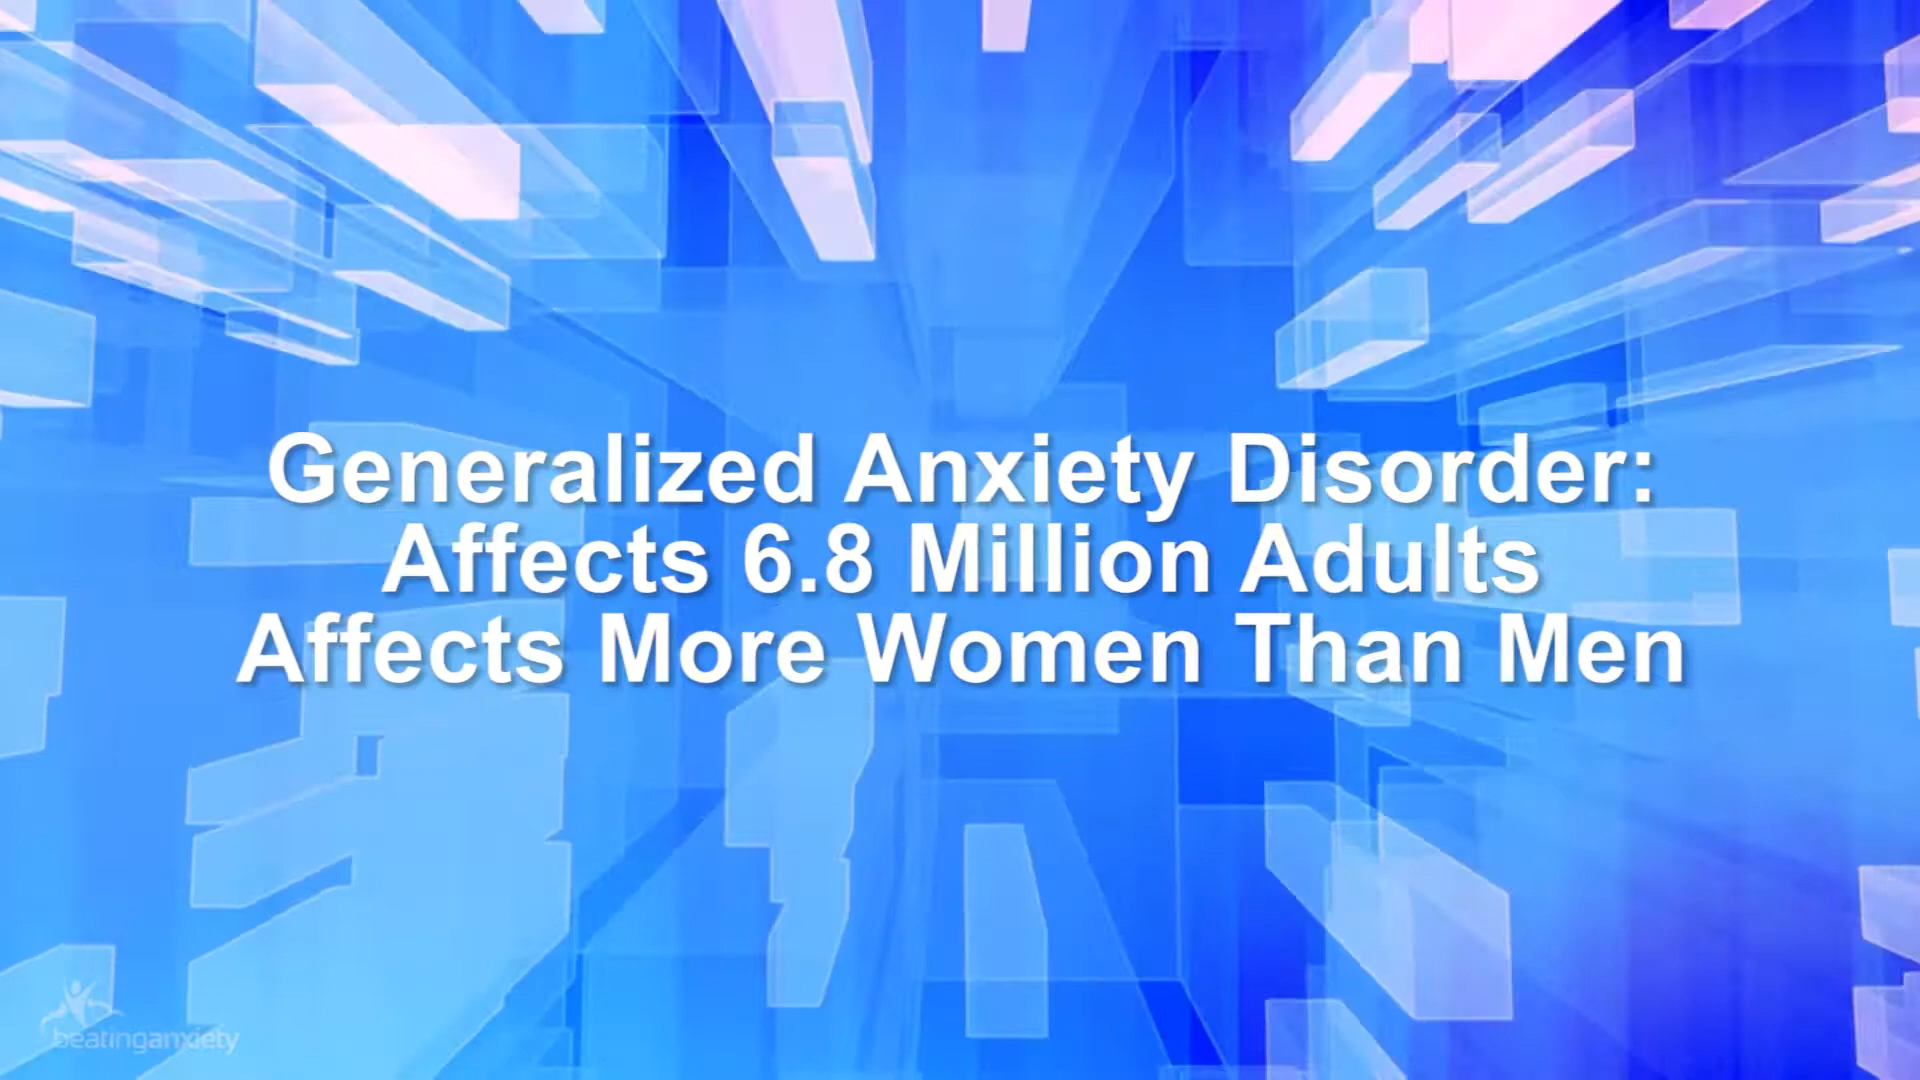 Generalized Anxiety Disorder:
Affects 6.8 Million Adults
Affects More Women Than Men
beatinganxiety